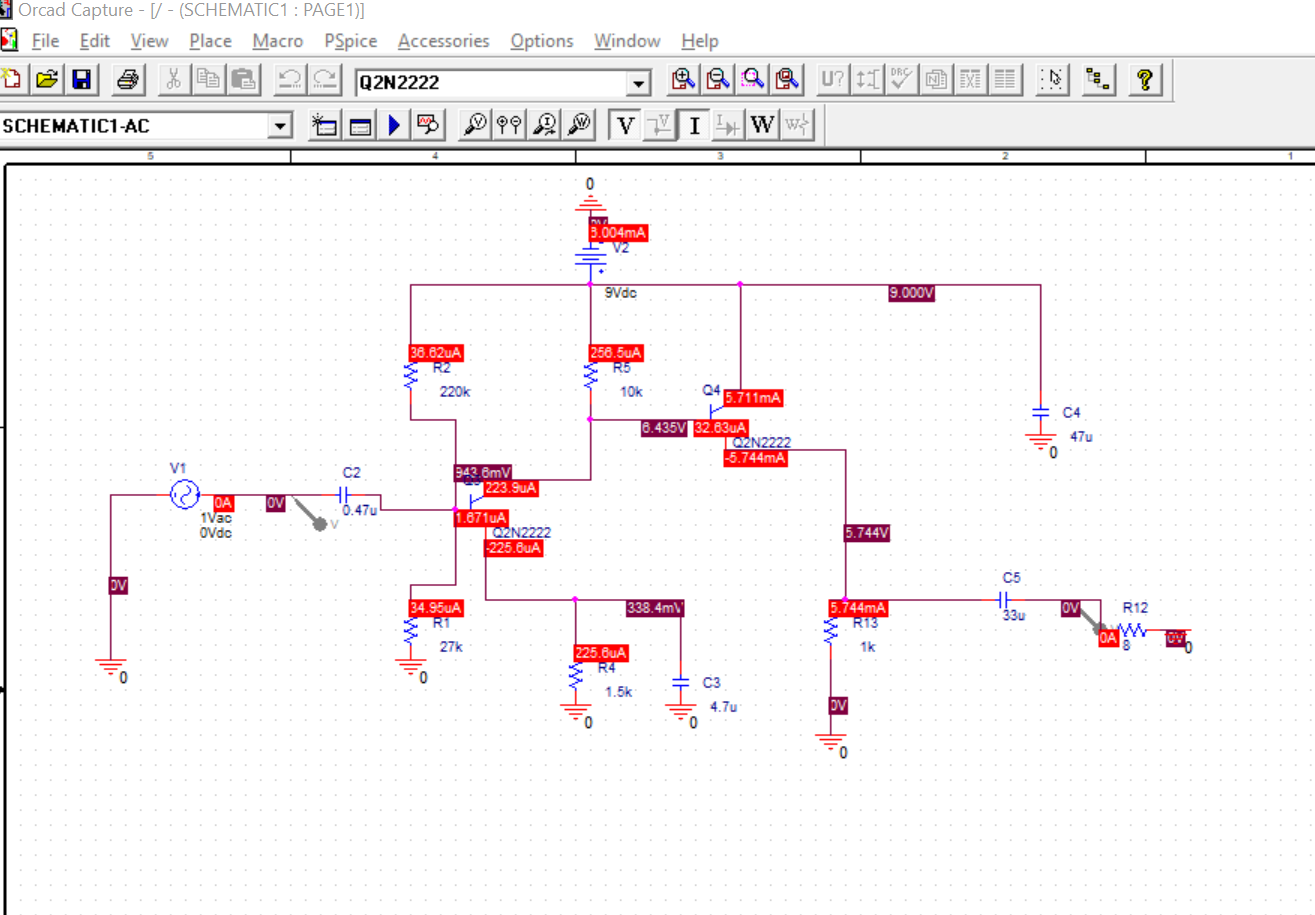 Orcad Capture - [/ - (SCHEMATIC1 : PAGE1)]
File Edit View Place Macro PSpice Accessories Options Window Help
Q2N2222
U?
DRC
SCHEMATIC1-AC
V I W
5 4 3 2 1
0
6.004mA
V2
9Vdc
9.000V
36.62uA
R2
220k
256.5uA
R5
10k
Q4
5.711mA
6.435V
32.63uA
Q2N2222
-5.744mA
C4
47u
0
V1
0A
1Vac
0Vdc
0V
V
C2
0.47u
943.6mV
223.9uA
1.671uA
Q2N2222
-225.6uA
5.744V
0V
0
34.95uA
R1
27k
0
338.4mV
225.6uA
R4
1.5k
0
C3
4.7u
0
5.744mA
R13
1k
0V
0
C5
33u
0V
0A
R12
8
0V
0